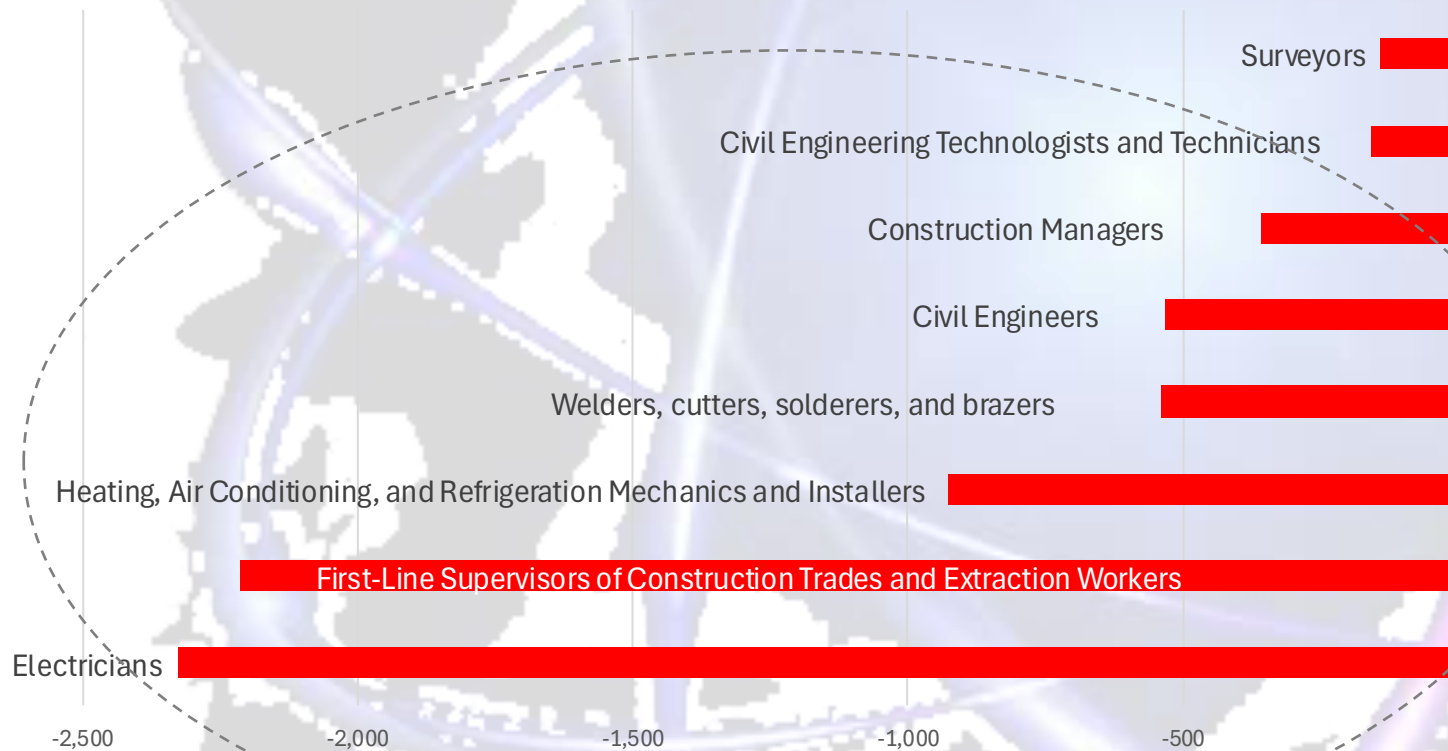 Surveyors
Civil Engineering Technologists and Technicians
Construction Managers
Civil Engineers
Welders, cutters, solderers, and brazers
Heating, Air Conditioning, and Refrigeration Mechanics and Installers
First-Line Supervisors of Construction Trades and Extraction Workers
Electricians
-2,500 -2,000 -1,500 -1,000 -500